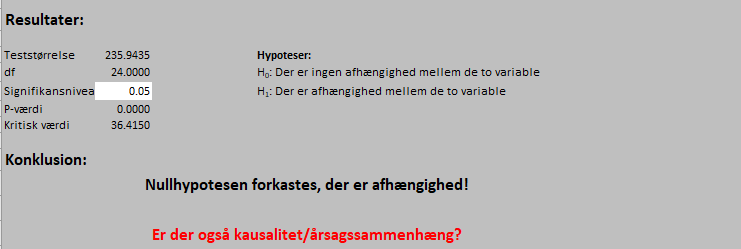 Resultater:
Teststørrelse 235.9435 Hypoteser:
df 24.0000 H₀: Der er ingen afhængighed mellem de to variable
Signifikansnivea 0.05 H₁: Der er afhængighed mellem de to variable
P-værdi 0.0000
Kritisk værdi 36.4150
Konklusion:
Nullhypotesen forkastes, der er afhængighed!
Er der også kausalitet/årsagssammenhæng?